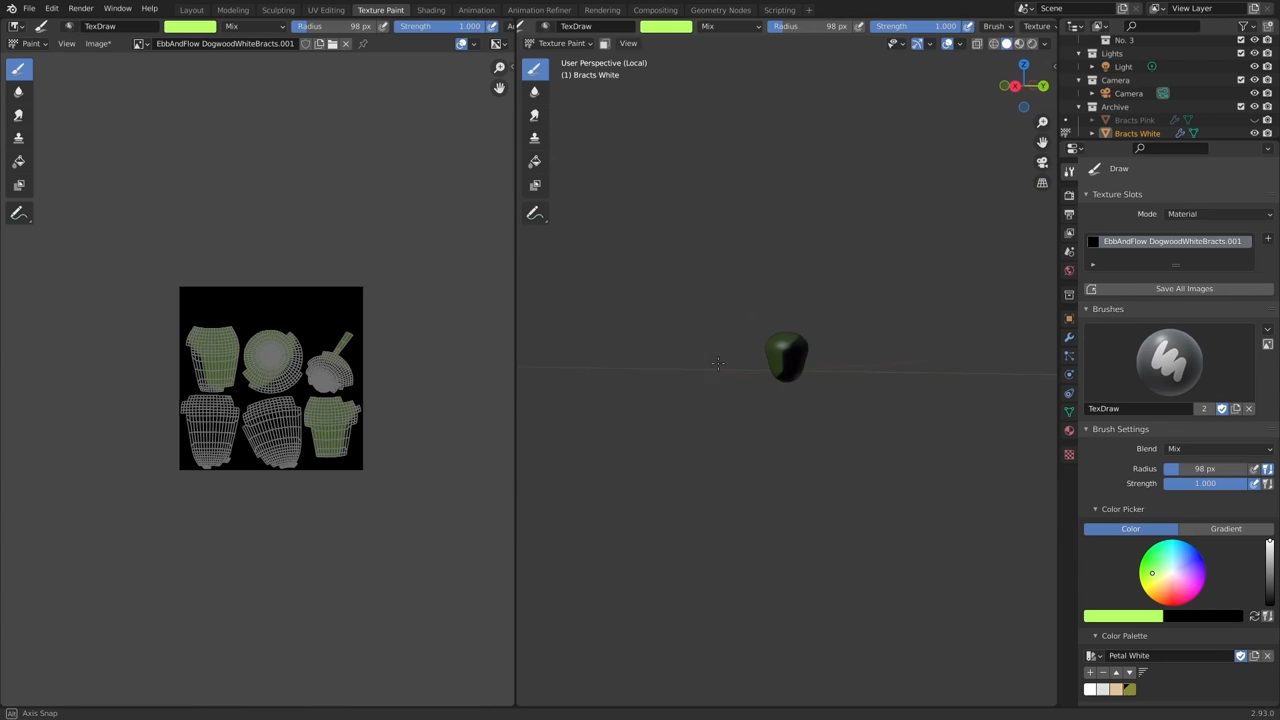 File Edit Render Window Help Layout Modeling Sculpting UV Editing Texture Paint Shading Animation Animation Refiner Rendering Compositing Geometry Nodes Scripting + Scene View Layer
TexDraw Mix Radius 98 px Strength 1.000 TexDraw Mix Radius 98 px Strength 1.000 Brush Texture
Paint View Image* EbbAndFlow DogwoodWhiteBracts.001 Texture Paint View
User Perspective (Local)
(1) Bracts White
Z
X
Y
No. 3
Lights
Light
Camera
Camera
Archive
Bracts Pink
Bracts White
Draw
Texture Slots
Mode Material
EbbAndFlow DogwoodWhiteBracts.001
Save All Images
Brushes
TexDraw 2
Brush Settings
Blend Mix
Radius 98 px
Strength 1.000
Color Picker
Color Gradient
Color Palette
Petal White
Alt Axis Snap 2.93.0